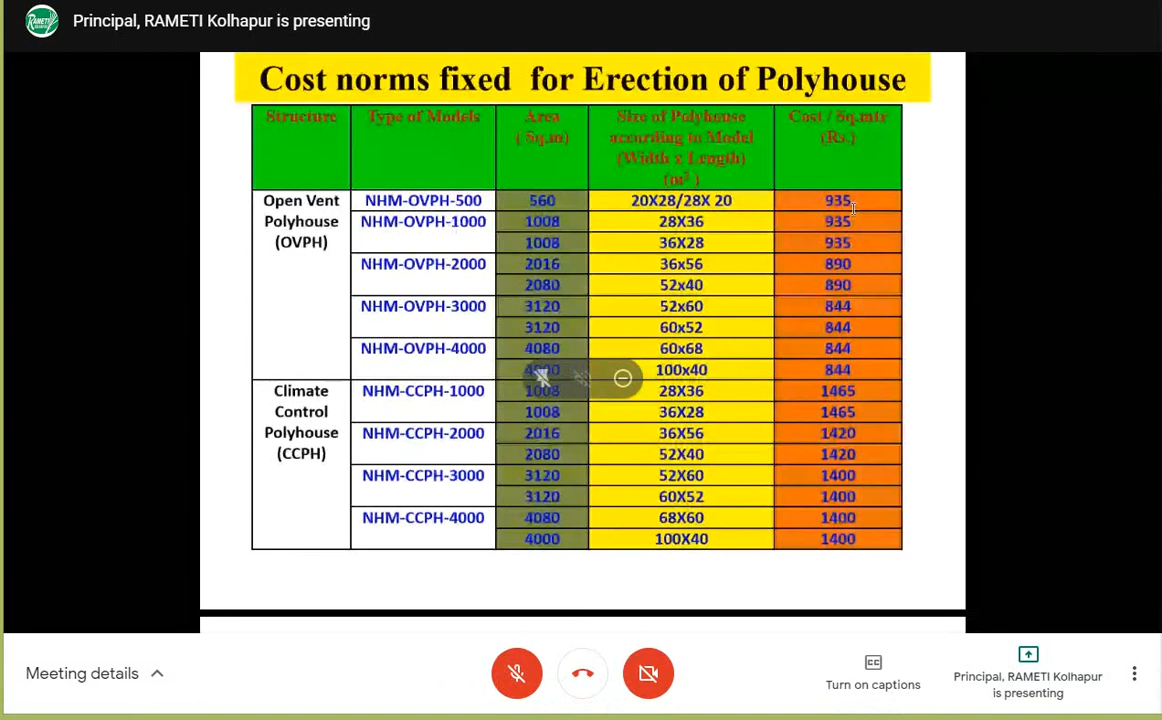 RAMETI
Principal, RAMETI Kolhapur is presenting
Cost norms fixed for Erection of Polyhouse
Structure Type of Models Area ( Sq.m) Size of Polyhouse according to Model (Width x Length) (m² ) Cost / Sq.mtr (Rs.)
Open Vent Polyhouse (OVPH)
NHM-OVPH-500 560 20X28/28X 20 935
NHM-OVPH-1000 1008 28X36 935
1008 36X28 935
NHM-OVPH-2000 2016 36x56 890
2080 52x40 890
NHM-OVPH-3000 3120 52x60 844
3120 60x52 844
NHM-OVPH-4000 4080 60x68 844
100x40 844
Climate Control Polyhouse (CCPH)
NHM-CCPH-1000 1008 28X36 1465
1008 36X28 1465
NHM-CCPH-2000 2016 36X56 1420
2080 52X40 1420
NHM-CCPH-3000 3120 52X60 1400
3120 60X52 1400
NHM-CCPH-4000 4080 68X60 1400
4000 100X40 1400
Meeting details
CC
Turn on captions
Principal, RAMETI Kolhapur
is presenting